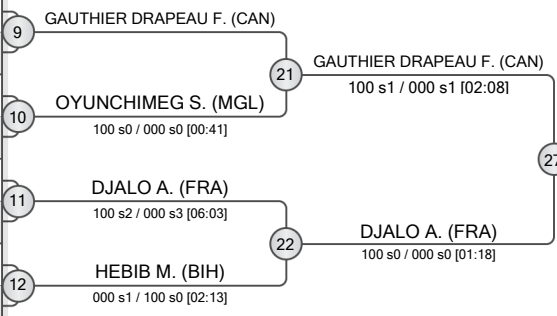 9
GAUTHIER DRAPEAU F. (CAN)
10
OYUNCHIMEG S. (MGL)
100 s0 / 000 s0 [00:41]
21
GAUTHIER DRAPEAU F. (CAN)
100 s1 / 000 s1 [02:08]
11
DJALO A. (FRA)
100 s2 / 000 s3 [06:03]
12
HEBIB M. (BIH)
000 s1 / 100 s0 [02:13]
22
DJALO A. (FRA)
100 s0 / 000 s0 [01:18]
27